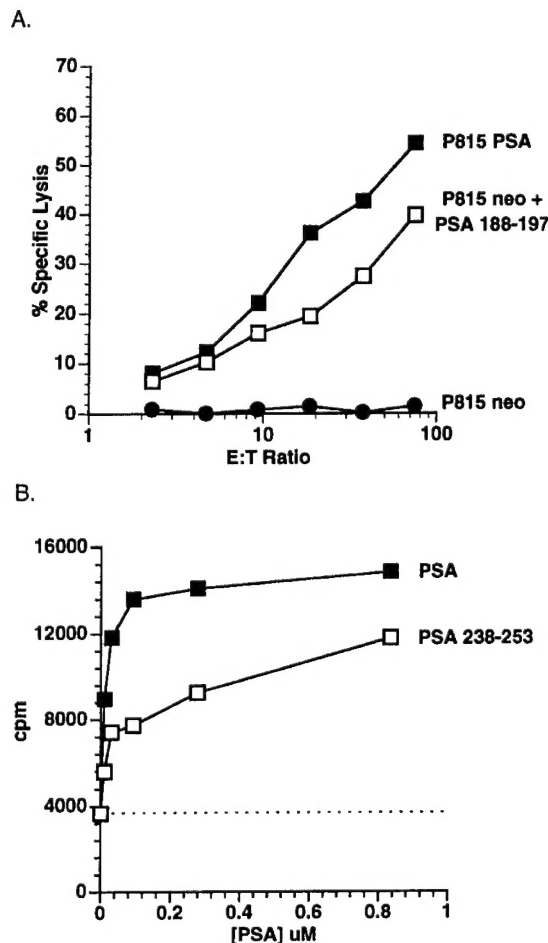 A.
70
60
50
40
30
20
10
0
% Specific Lysis
P815 PSA
P815 neo +
PSA 188-197
P815 neo
1
10
100
E:T Ratio
B.
16000
12000
8000
4000
0
cpm
PSA
PSA 238-253
0
0.2
0.4
0.6
0.8
1
[PSA] uM